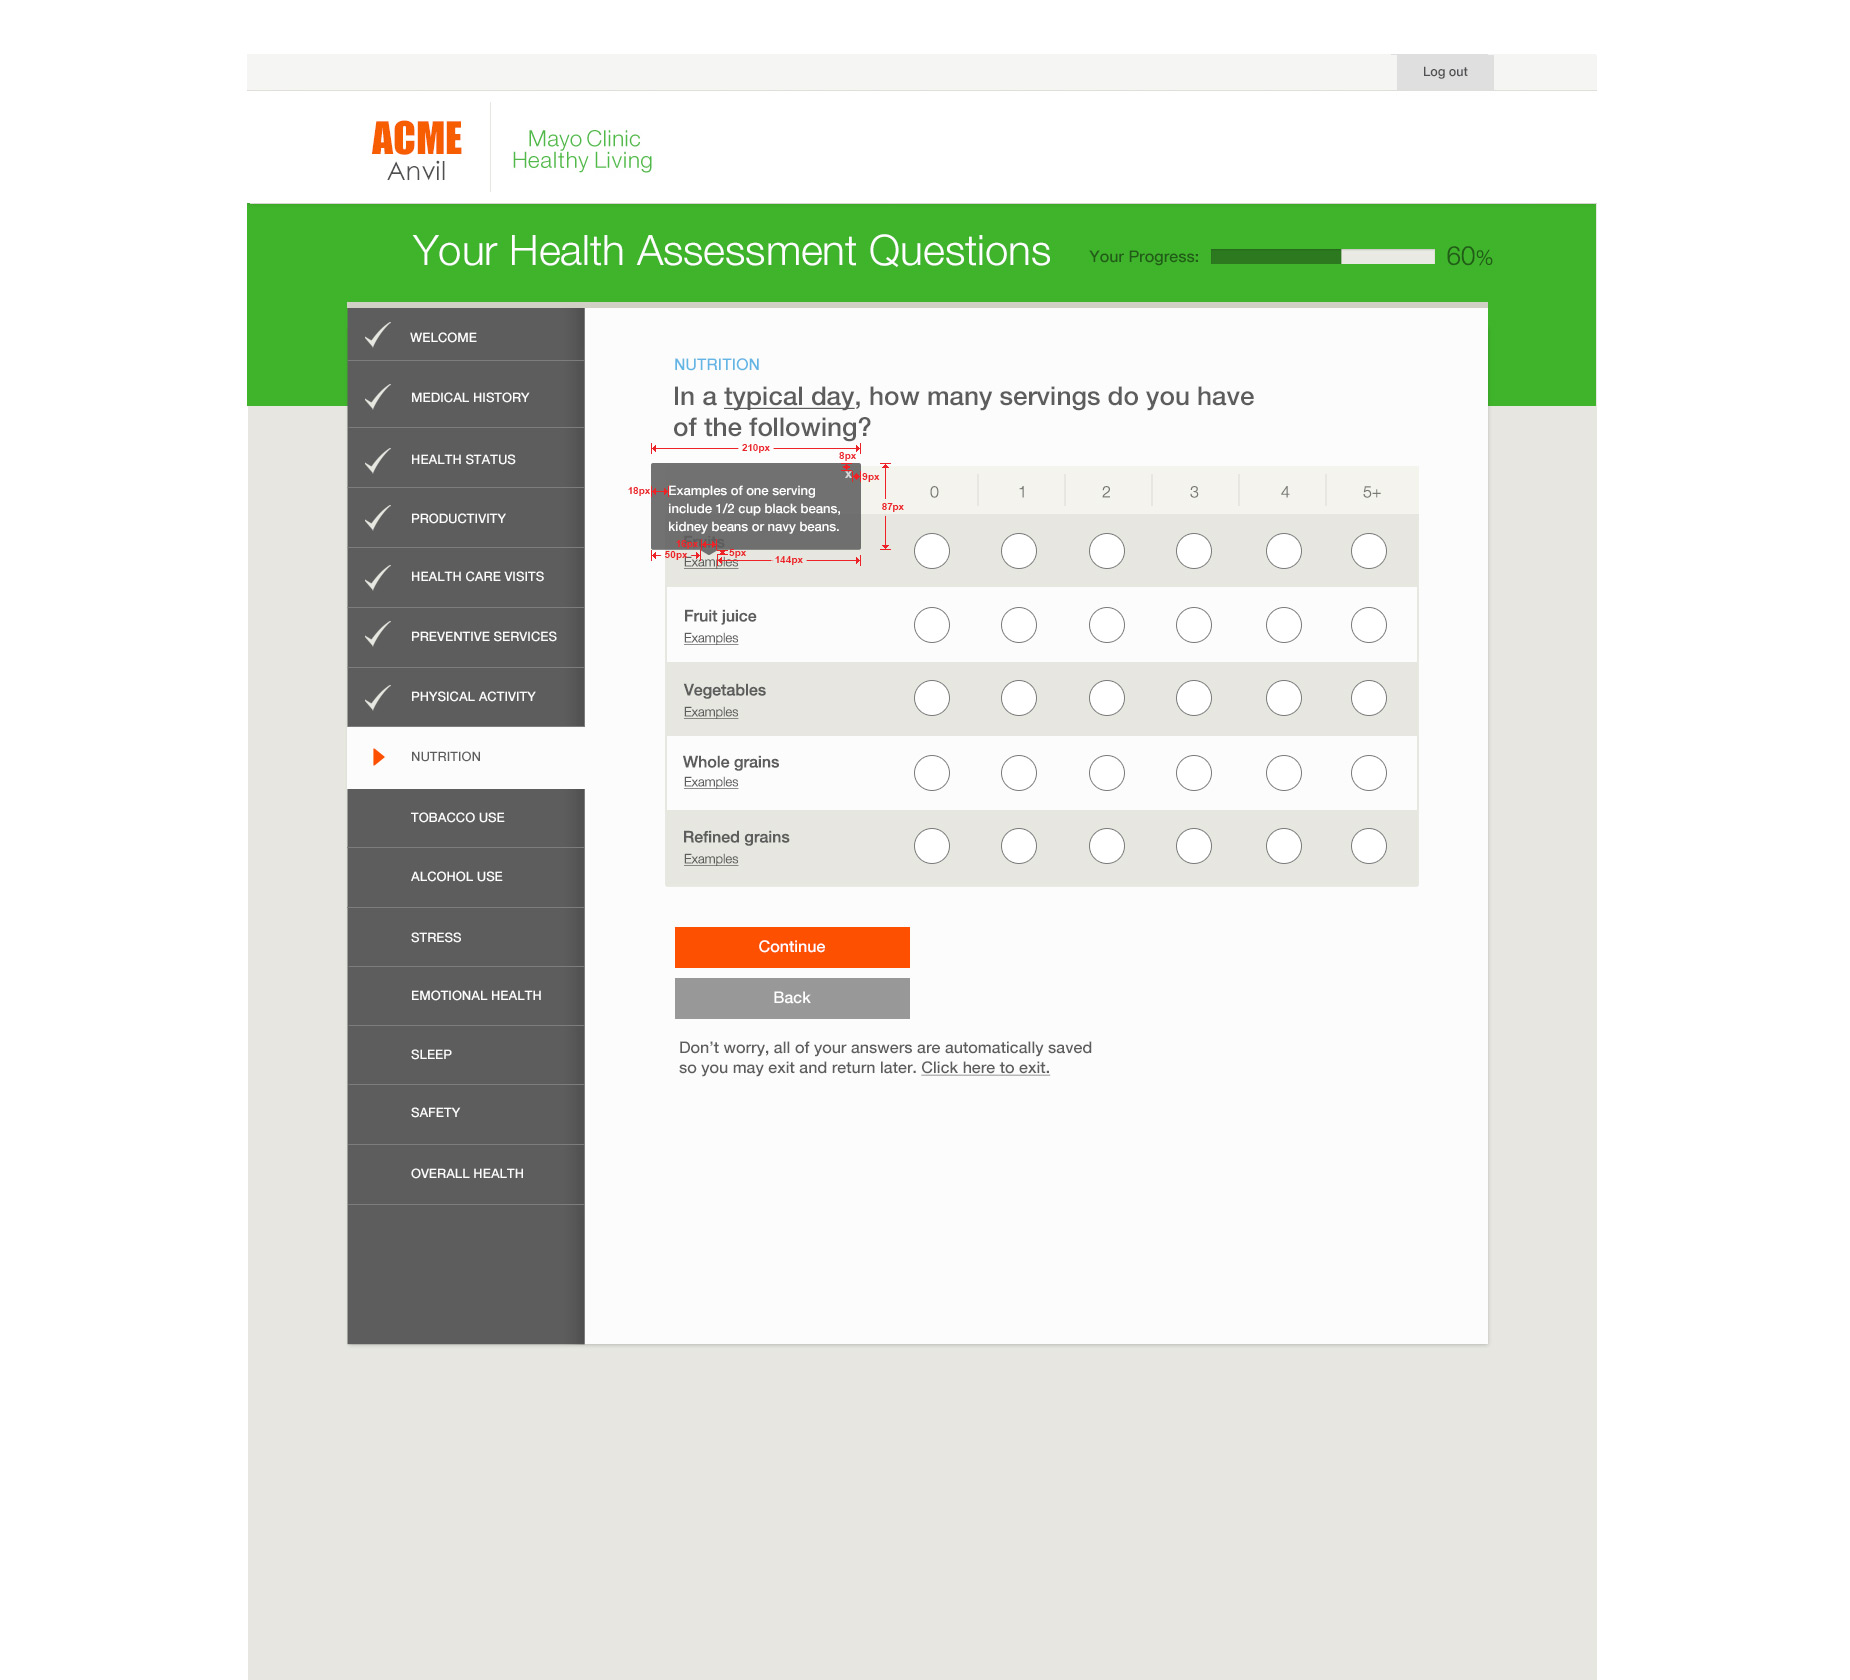 Log out
ACME
Anvil
Mayo Clinic
Healthy Living
Your Health Assessment Questions
Your Progress:
60%
WELCOME
MEDICAL HISTORY
HEALTH STATUS
PRODUCTIVITY
HEALTH CARE VISITS
PREVENTIVE SERVICES
PHYSICAL ACTIVITY
NUTRITION
TOBACCO USE
ALCOHOL USE
STRESS
EMOTIONAL HEALTH
SLEEP
SAFETY
OVERALL HEALTH
NUTRITION
In a typical day, how many servings do you have
of the following?
210px
8px
x
9px
18px
87px
Examples of one serving
include 1/2 cup black beans,
kidney beans or navy beans.
0 1 2 3 4 5+
Fruits
50px
5px
144px
Examples
Fruit juice
Examples
Vegetables
Examples
Whole grains
Examples
Refined grains
Examples
Continue
Back
Don't worry, all of your answers are automatically saved
so you may exit and return later. Click here to exit.